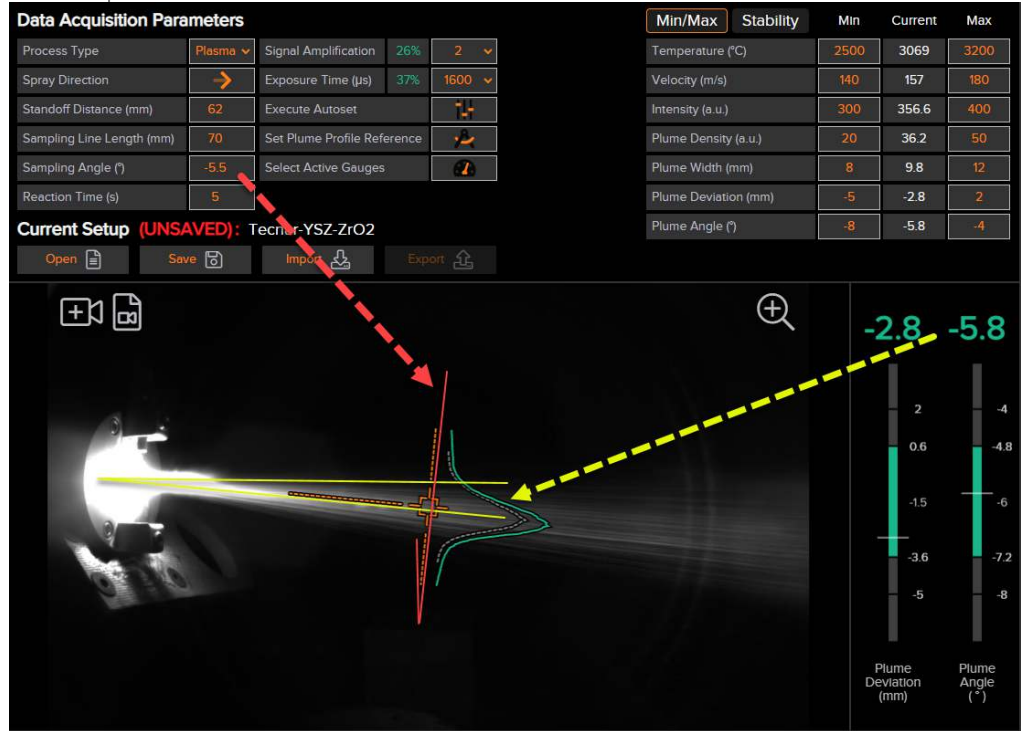 Data Acquisition Parameters
Process Type Plasma Signal Amplification 26% 2
Spray Direction Exposure Time (µs) 37% 1600
Standoff Distance (mm) 62 Execute Autoset
Sampling Line Length (mm) 70 Set Plume Profile Reference
Sampling Angle (°) -5.5 Select Active Gauges
Reaction Time (s) 5
Current Setup (UNSAVED): Tecnar-YSZ-ZrO2
Open Save Import Export
Min/Max Stability Min Current Max
Temperature (°C) 2500 3069 3200
Velocity (m/s) 140 157 180
Intensity (a.u.) 300 356.6 400
Plume Density (a.u.) 20 36.2 50
Plume Width (mm) 8 9.8 12
Plume Deviation (mm) -5 -2.8 2
Plume Angle (°) -8 -5.8 -4
-2.8 -5.8
2 -4
0.6 -4.8
-1.5 -6
-3.6 -7.2
-5 -8
Plume Plume
Deviation Angle
(mm) (°)